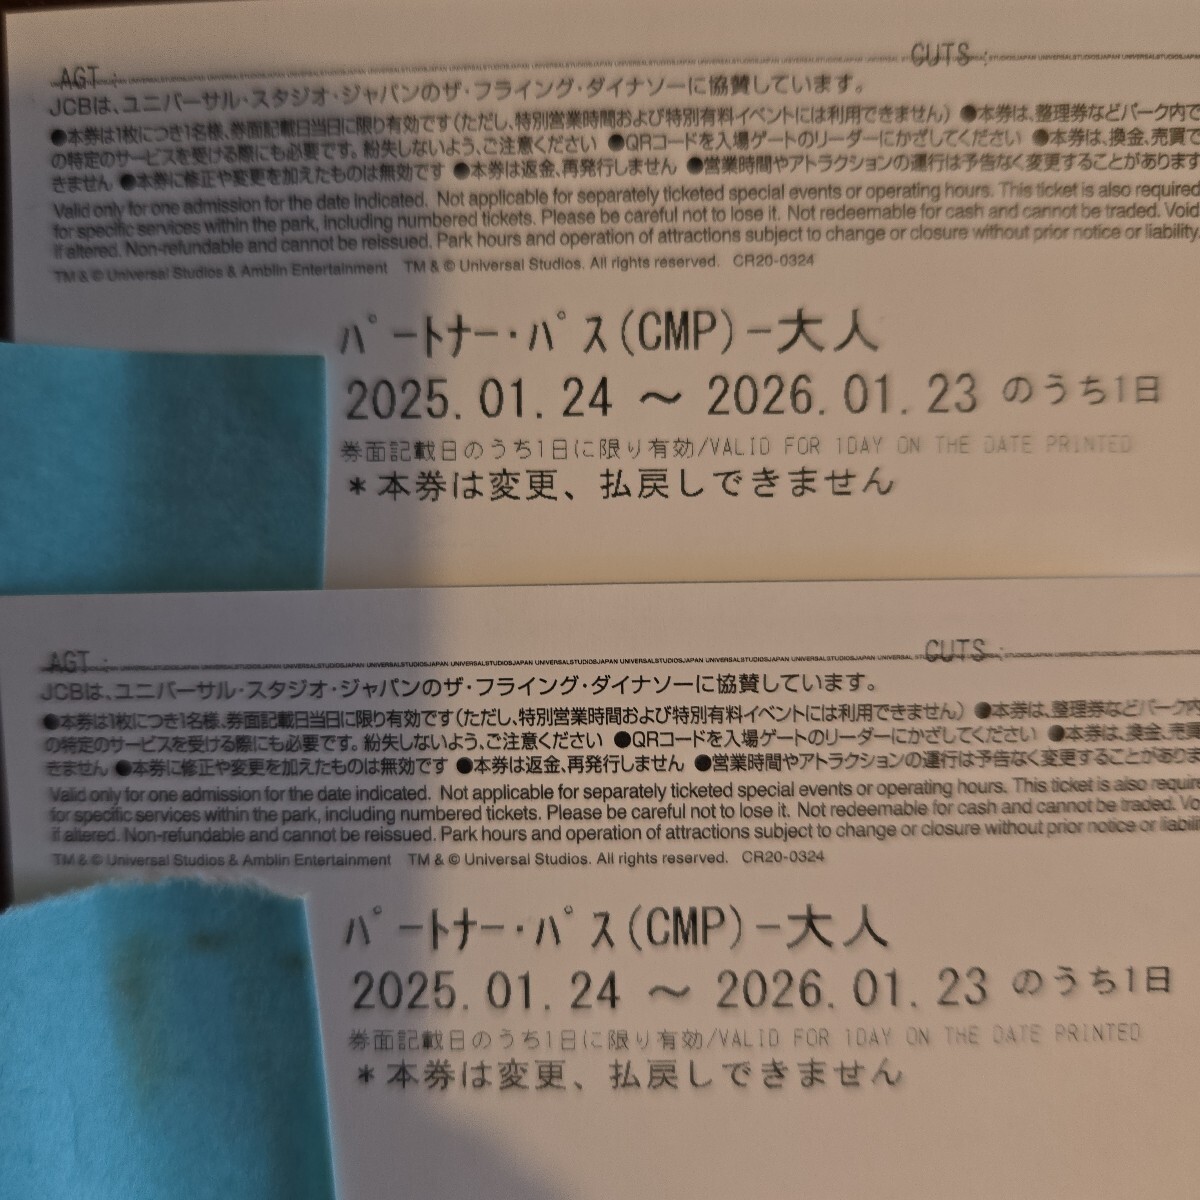 AGT : CUTS :
JCBは、ユニバーサル・スタジオ・ジャパンのザ・フライング・ダイナソーに協賛しています。
●本券は1枚につき1名様、券面記載日当日に限り有効です(ただし、特別営業時間および特別有料イベントには利用できません) ●本券は、整理券などパーク内で
の特定のサービスを受ける際にも必要です。紛失しないよう、ご注意ください ●QRコードを入場ゲートのリーダーにかざしてください ●本券は、換金、売買で
きません ●本券に修正や変更を加えたものは無効です ●本券は返金、再発行しません ●営業時間やアトラクションの運行は予告なく変更することがあります
Valid only for one admission for the date indicated. Not applicable for separately ticketed special events or operating hours. This ticket is also required
for specific services within the park, including numbered tickets. Please be careful not to lose it. Not redeemable for cash and cannot be traded. Void
if altered. Non-refundable and cannot be reissued. Park hours and operation of attractions subject to change or closure without prior notice or liability.
TM & © Universal Studios & Amblin Entertainment TM & © Universal Studios. All rights reserved. CR20-0324
ﾊﾟｰﾄﾅｰ・ﾊﾟｽ(CMP)-大人
2025.01.24 ～ 2026.01.23 のうち1日
券面記載日のうち1日に限り有効/VALID FOR 1DAY ON THE DATE PRINTED
＊本券は変更、払戻しできません
AGT : CUTS :
JCBは、ユニバーサル・スタジオ・ジャパンのザ・フライング・ダイナソーに協賛しています。
●本券は1枚につき1名様、券面記載日当日に限り有効です(ただし、特別営業時間および特別有料イベントには利用できません) ●本券は、整理券などパーク内
の特定のサービスを受ける際にも必要です。紛失しないよう、ご注意ください ●QRコードを入場ゲートのリーダーにかざしてください ●本券は、換金、売買
きません ●本券に修正や変更を加えたものは無効です ●本券は返金、再発行しません ●営業時間やアトラクションの運行は予告なく変更することがありま
Valid only for one admission for the date indicated. Not applicable for separately ticketed special events or operating hours. This ticket is also requir
for specific services within the park, including numbered tickets. Please be careful not to lose it. Not redeemable for cash and cannot be traded. Vo
if altered. Non-refundable and cannot be reissued. Park hours and operation of attractions subject to change or closure without prior notice or liabili
TM & © Universal Studios & Amblin Entertainment TM & © Universal Studios. All rights reserved. CR20-0324
ﾊﾟｰﾄﾅｰ・ﾊﾟｽ(CMP)-大人
2025.01.24 ～ 2026.01.23 のうち1日
券面記載日のうち1日に限り有効/VALID FOR 1DAY ON THE DATE PRINTED
＊本券は変更、払戻しできません